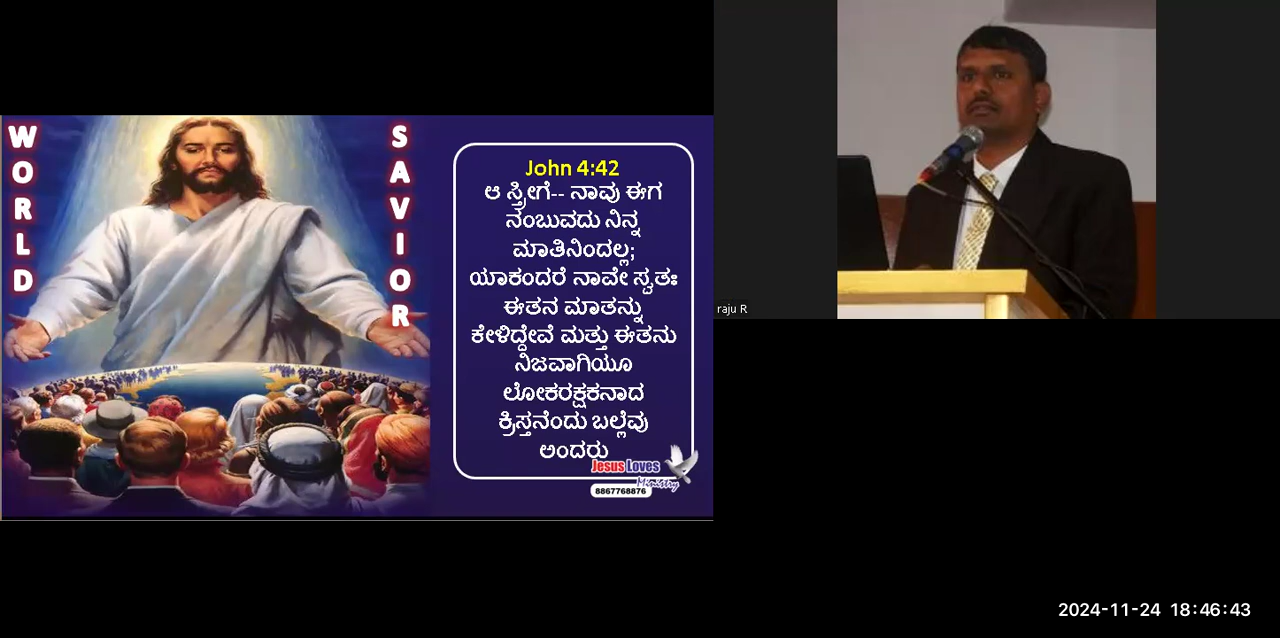 WORLD
SAVIOR
John 4:42
ಆ ಸ್ತ್ರೀಗೆ-- ನಾವು ಈಗ
ನಂಬುವದು ನಿನ್ನ
ಮಾತಿನಿಂದಲ್ಲ;
ಯಾಕಂದರೆ ನಾವೇ ಸ್ವತಃ
ಈತನ ಮಾತನ್ನು
ಕೇಳಿದ್ದೇವೆ ಮತ್ತು ಈತನು
ನಿಜವಾಗಿಯೂ
ಲೋಕರಕ್ಷಕನಾದ
ಕ್ರಿಸ್ತನೆಂದು ಬಲ್ಲೆವು
ಅಂದರು
Jesus Loves
Ministry
8867768876
raju R
2024-11-24 18:46:43